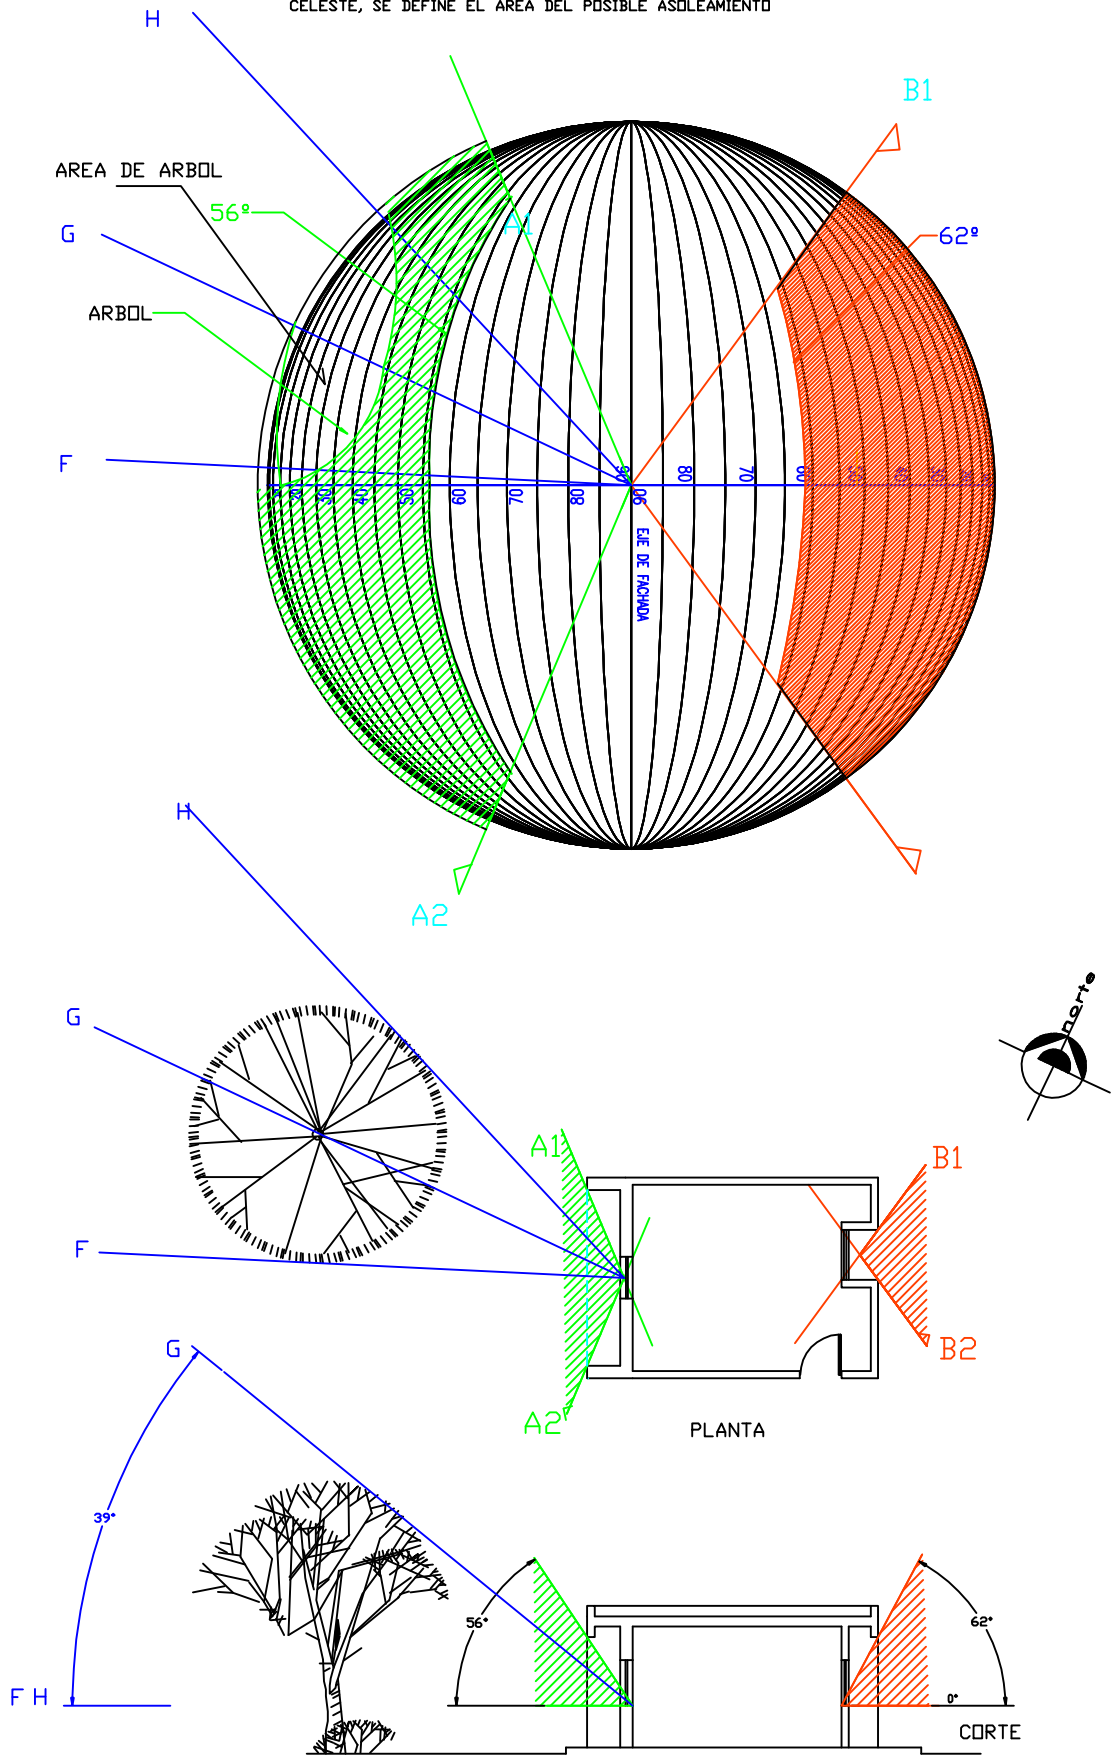 CELESTE, SE DEFINE EL AREA DEL POSIBLE ASOLEAMIENTO
H
B1
AREA DE ARBOL
56º
A1
G
62º
ARBOL
F
90 80 70 60
20 30 40 50 60 70 80 90
EJE DE FACHADA
A2
H
norte
G
A1
B1
F
G
B2
A2
PLANTA
39°
56°
62°
F H
0°
CORTE